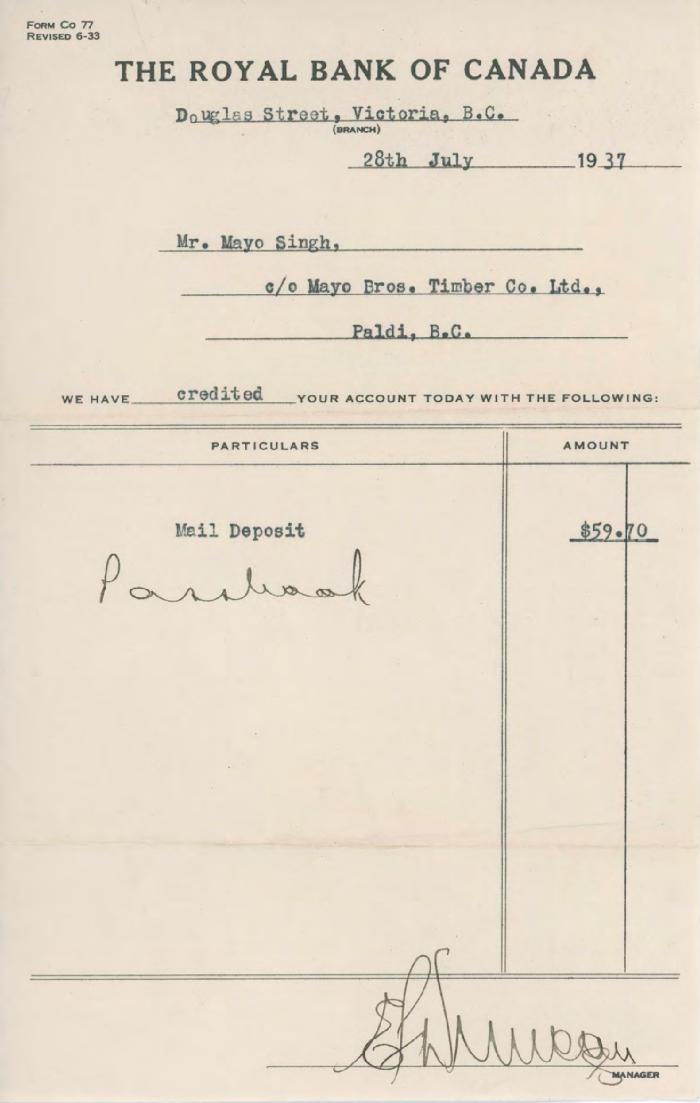 FORM CO 77
REVISED 6-33
THE ROYAL BANK OF CANADA
Douglas Street, Victoria, B.C.
(BRANCH)
28th July 1937
Mr. Mayo Singh,
c/o Mayo Bros. Timber Co. Ltd.,
Paldi, B.C.
WE HAVE credited YOUR ACCOUNT TODAY WITH THE FOLLOWING:
PARTICULARS AMOUNT
Mail Deposit $59.70
Passbook
MANAGER